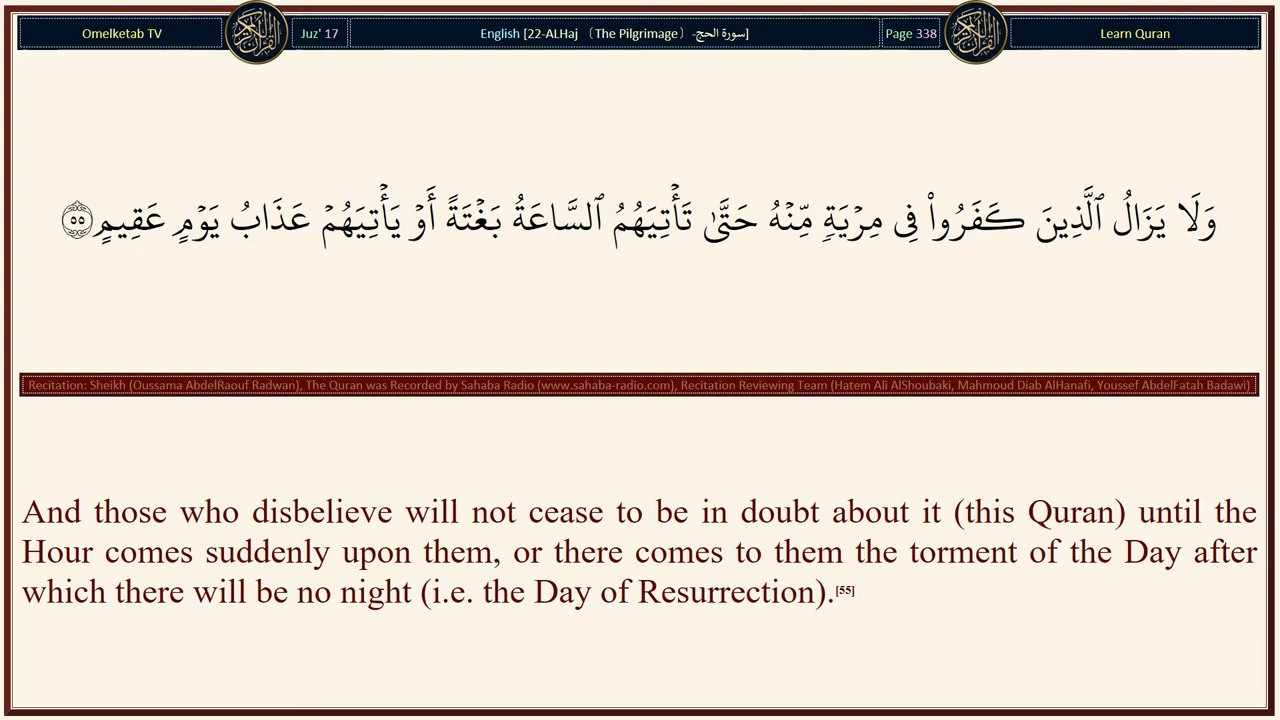 Omelketab TV
Juz' 17
English [22-ALHaj （The Pilgrimage）-سورة الحج]
Page 338
Learn Quran
وَلَا يَزَالُ ٱلَّذِينَ كَفَرُوا۟ فِى مِرْيَةٍۢ مِّنْهُ حَتَّىٰ تَأْتِيَهُمُ ٱلسَّاعَةُ بَغْتَةً أَوْ يَأْتِيَهُمْ عَذَابُ يَوْمٍ عَقِيمٍ ٥٥
Recitation: Sheikh (Oussama AbdelRaouf Radwan), The Quran was Recorded by Sahaba Radio (www.sahaba-radio.com), Recitation Reviewing Team (Hatem Ali AlShoubaki, Mahmoud Diab AlHanafi, Youssef AbdelFatah Badawi)
And those who disbelieve will not cease to be in doubt about it (this Quran) until the
Hour comes suddenly upon them, or there comes to them the torment of the Day after
which there will be no night (i.e. the Day of Resurrection).[55]